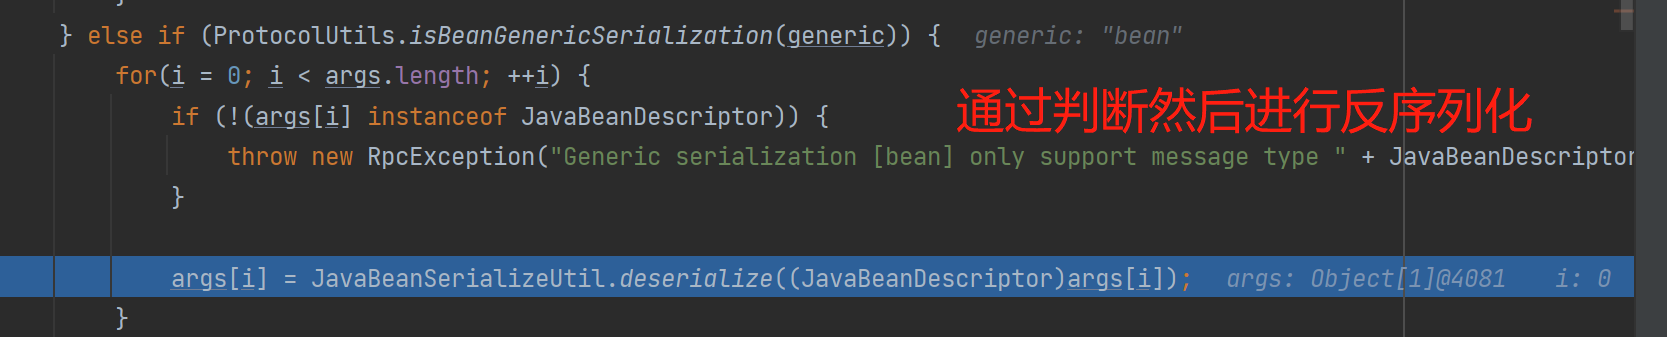 }
} else if (ProtocolUtils.isBeanGenericSerialization(generic)) { generic: "bean"
for(i = 0; i < args.length; ++i) {
if (!(args[i] instanceof JavaBeanDescriptor)) {
通过判断然后进行反序列化
throw new RpcException("Generic serialization [bean] only support message type " + JavaBeanDescriptor
}
args[i] = JavaBeanSerializeUtil.deserialize((JavaBeanDescriptor)args[i]); args: Object[1]@4081 i: 0
}